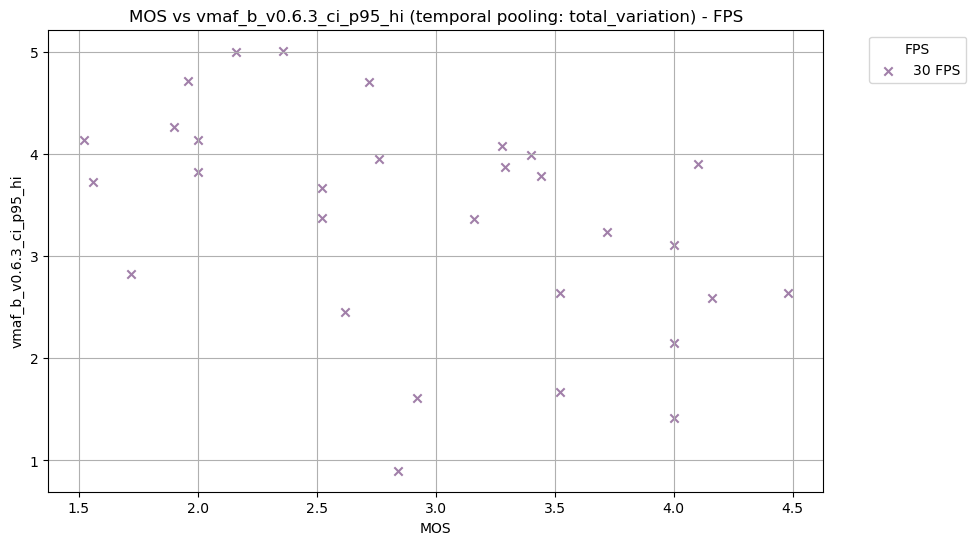 MOS vs vmaf_b_v0.6.3_ci_p95_hi (temporal pooling: total_variation) - FPS
FPS
30 FPS
vmaf_b_v0.6.3_ci_p95_hi
5
4
3
2
1
1.5 2.0 2.5 3.0 3.5 4.0 4.5
MOS